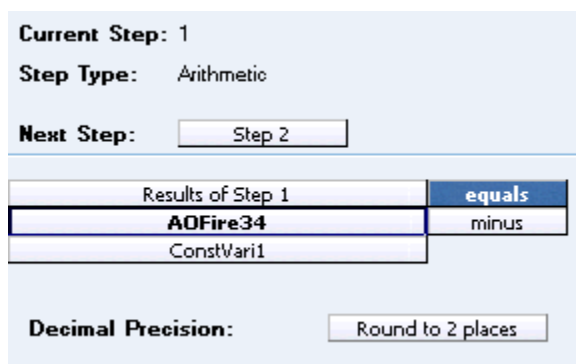 Current Step: 1
Step Type: Arithmetic
Next Step: Step 2
Results of Step 1 equals
AOFire34 minus
ConstVari1
Decimal Precision: Round to 2 places